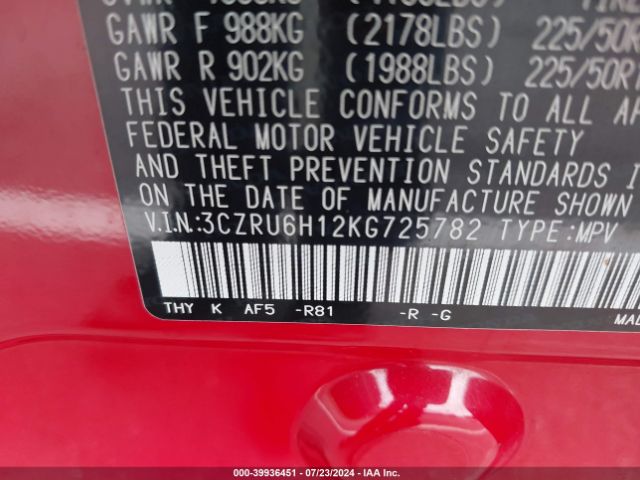 GAWR F 988KG (2178LBS) 225/50R
GAWR R 902KG (1988LBS) 225/50R
THIS VEHICLE CONFORMS TO ALL
FEDERAL MOTOR VEHICLE SAFETY
AND THEFT PREVENTION STANDARDS
ON THE DATE OF MANUFACTURE SHOWN
V.I.N.:3CZRU6H12KG725782 TYPE:MPV
THY K AF5 -R81 -R -G
000-39936451 - 07/23/2024 - IAA Inc.